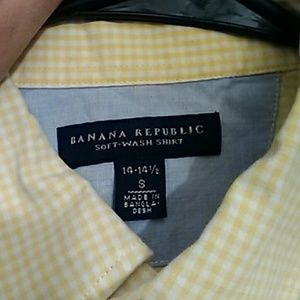 BANANA REPUBLIC
SOFT-WASH SHIRT
14-14½
S
MADE IN
BANGLA-
DESH